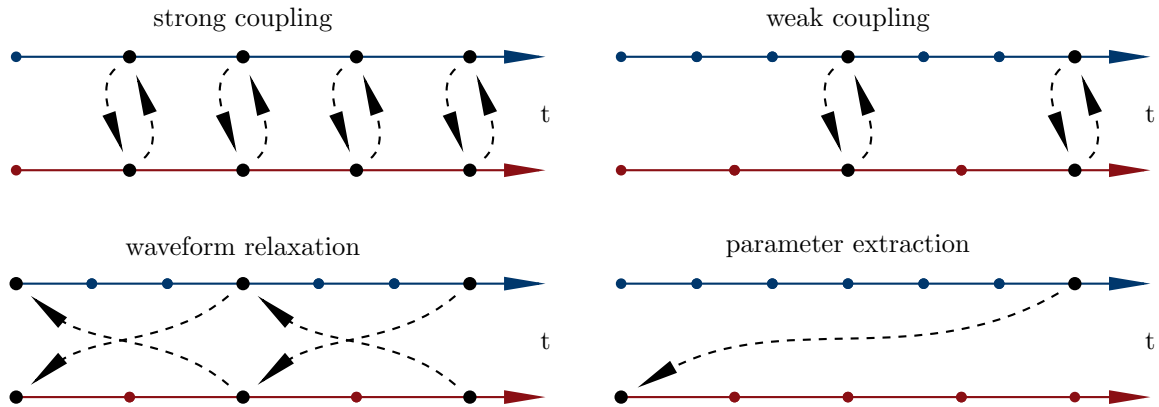 strong coupling
weak coupling
t
t
waveform relaxation
parameter extraction
t
t